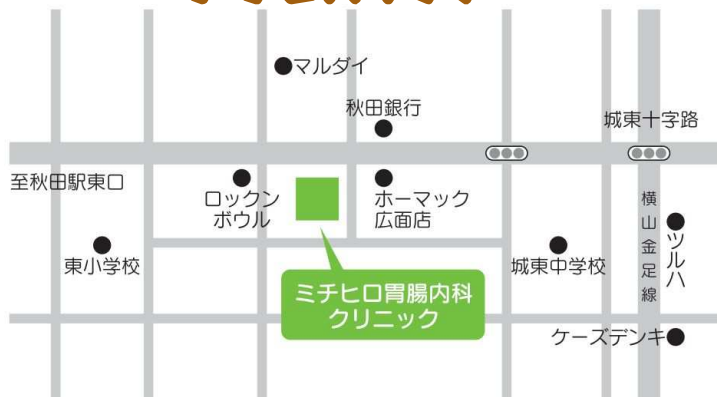 マルダイ
秋田銀行
城東十字路
至秋田駅東口
ロックン
ボウル
ホーマック
広面店
横山金足線
ツルハ
東小学校
城東中学校
ミチヒロ胃腸内科
クリニック
ケーズデンキ